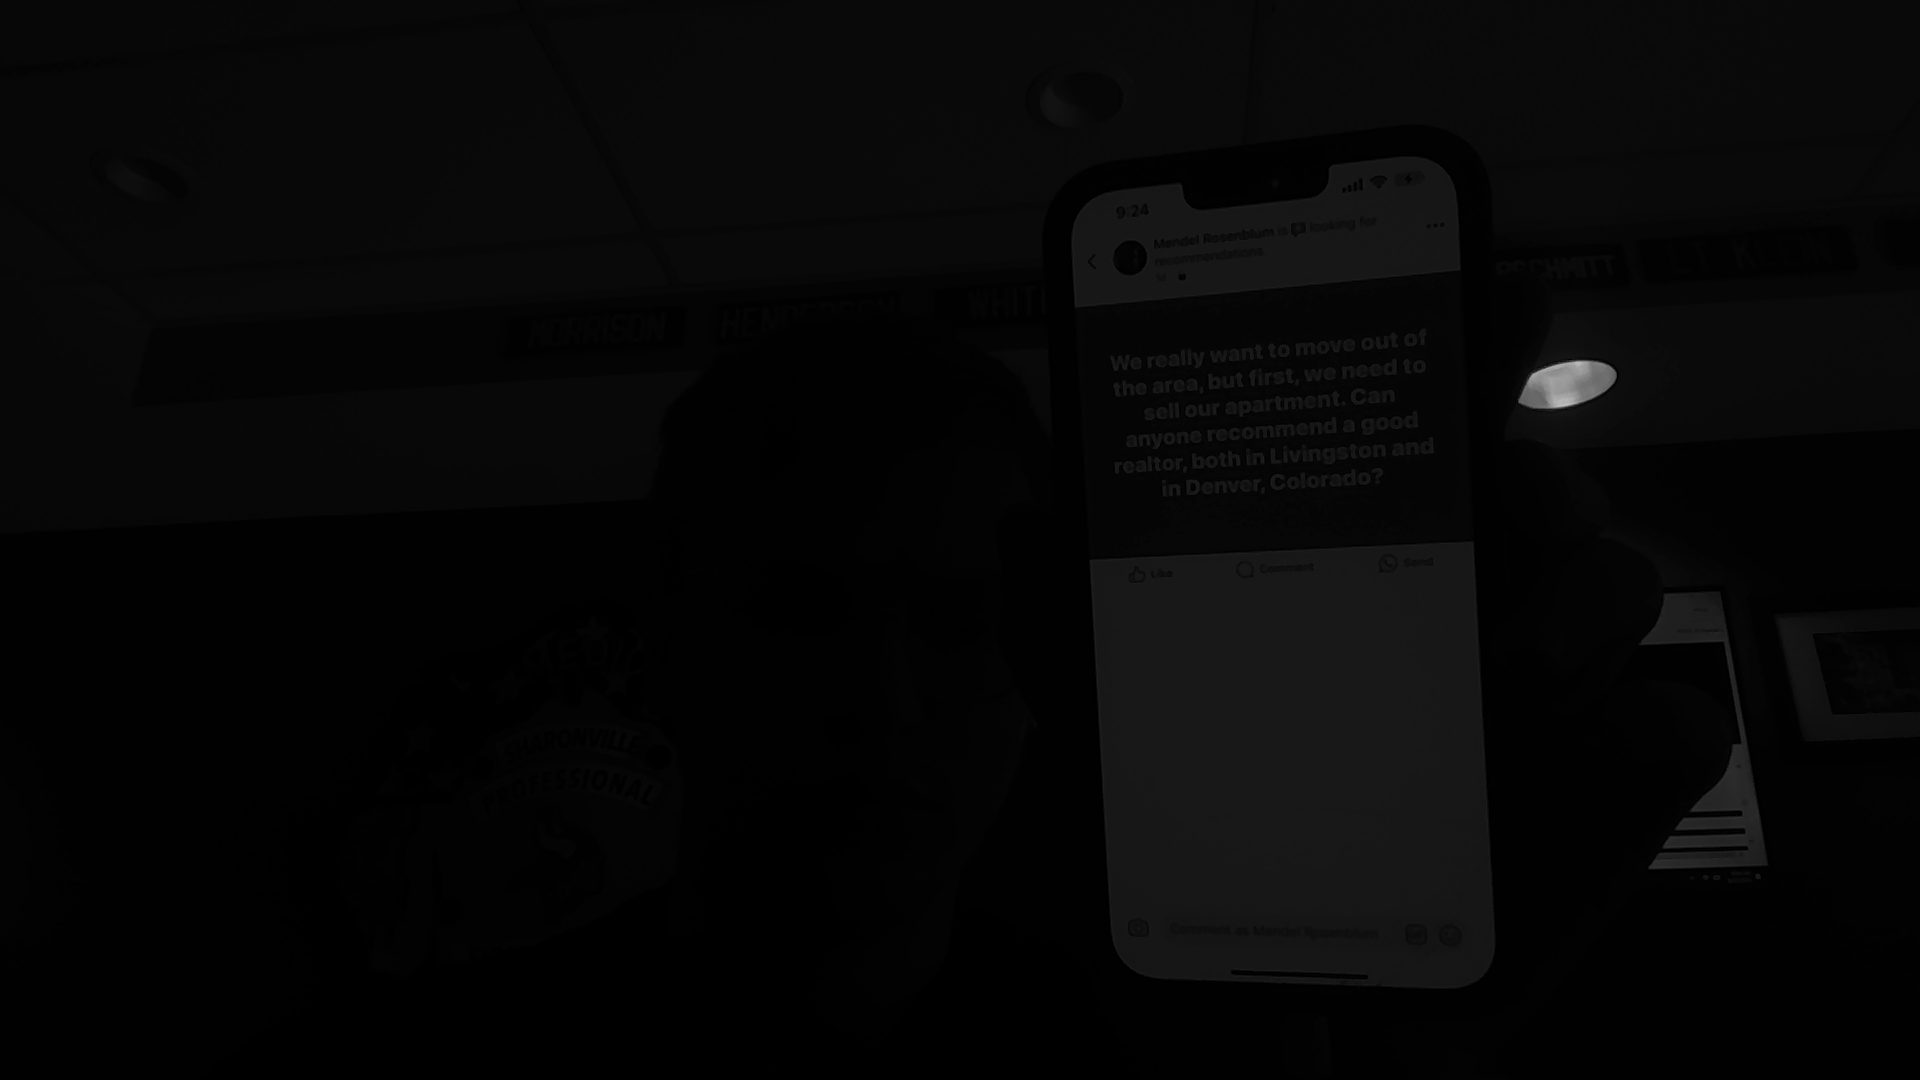 MORRISON
HENDERSON
9:24
Mendel Rosenblum is looking for
recommendations
We really want to move out of
the area, but first, we need to
sell our apartment. Can
anyone recommend a good
realtor, both in Livingston and
in Denver, Colorado?
Like
Comment
Send
Comment as Mendel Rosenblum
SHARONVILLE
PROFESSIONAL